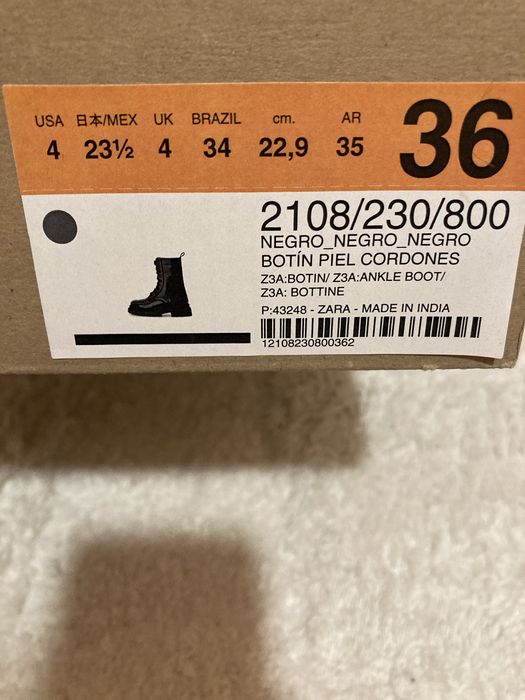 USA 日本/MEX UK BRAZIL cm. AR
4 23½ 4 34 22,9 35
36
2108/230/800
NEGRO_NEGRO_NEGRO
BOTÍN PIEL CORDONES
Z3A:BOTIN/ Z3A:ANKLE BOOT/
Z3A: BOTTINE
P:43248 - ZARA - MADE IN INDIA
12108230800362